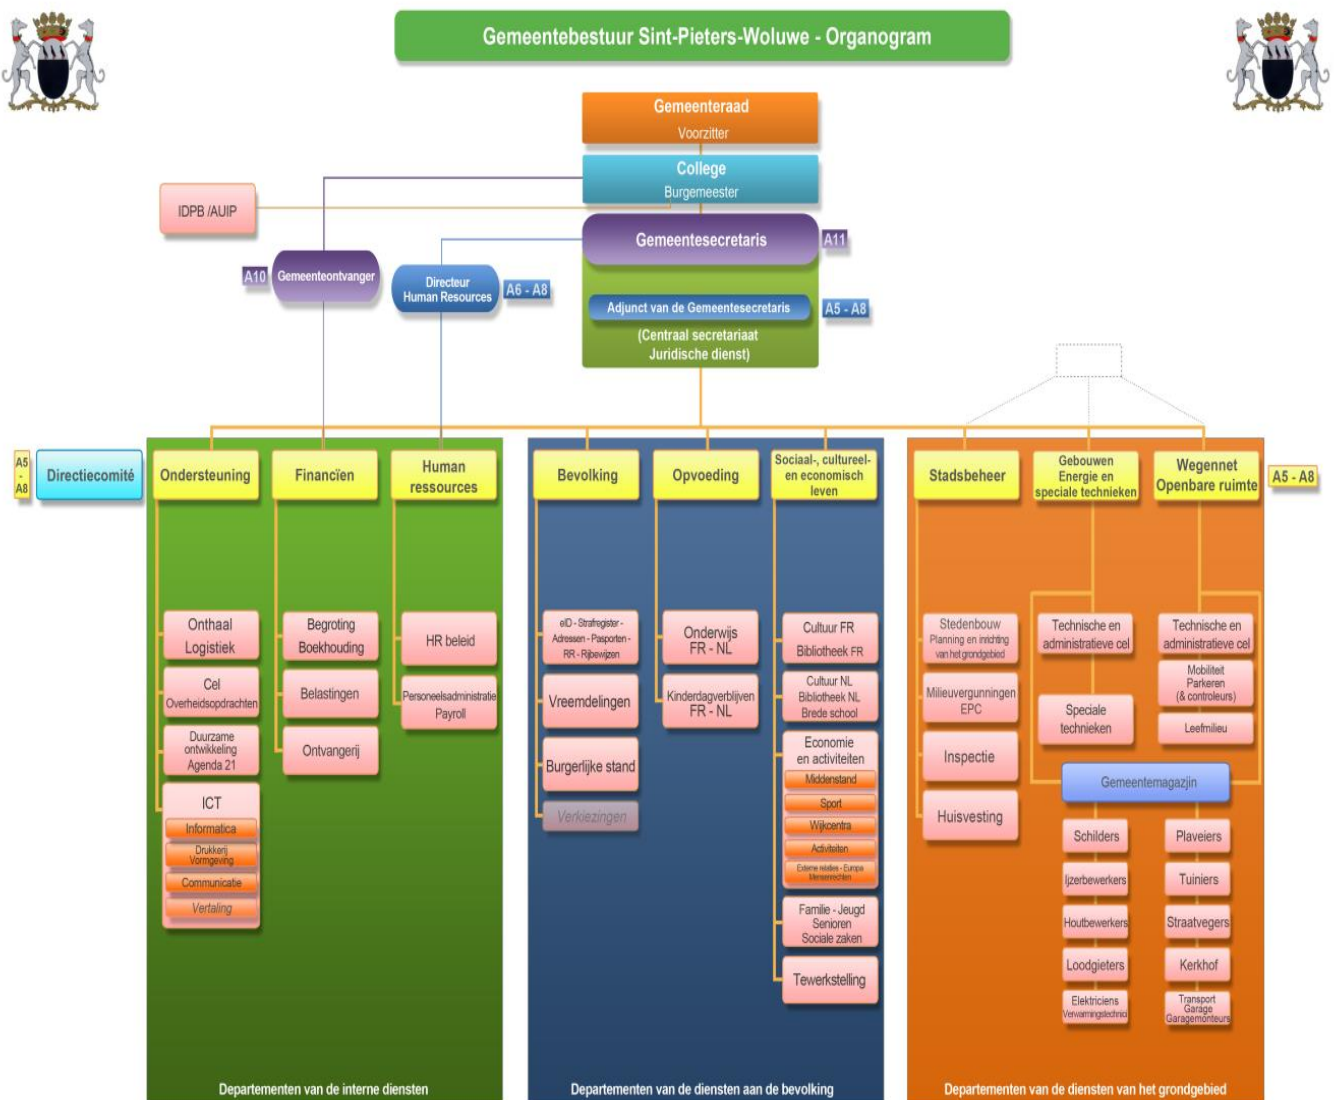 Gemeentebestuur Sint-Pieters-Woluwe - Organogram
Gemeenteraad
Voorzitter
College
Burgemeester
IDPB /AUIP
Gemeentesecretaris
A11
A10
Gemeenteontvanger
Directeur
Human Resources
A6 - A8
Adjunct van de Gemeentesecretaris
A5 - A8
(Centraal secretariaat
Juridische dienst)
A5
-
A8
Directiecomité
Ondersteuning
Financïen
Human
ressources
Bevolking
Opvoeding
Sociaal-, cultureel-
en economisch
leven
Stadsbeheer
Gebouwen
Energie en
speciale technieken
Wegennet
Openbare ruimte
A5 - A8
Onthaal
Logistiek
Cel
Overheidsopdrachten
Duurzame
ontwikkeling
Agenda 21
ICT
Informatica
Drukkerij
Vormgeving
Communicatie
Vertaling
Begroting
Boekhouding
Belastingen
Ontvangerij
HR beleid
Personeelsadministratie
Payroll
eID - Strafregister -
Adressen - Pasporten -
RR - Rijbewijzen
Vreemdelingen
Burgerlijke stand
Verkiezingen
Onderwijs
FR - NL
Kinderdagverblijven
FR - NL
Cultuur FR
Bibliotheek FR
Cultuur NL
Bibliotheek NL
Brede school
Economie
en activiteiten
Middenstand
Sport
Wijkcentra
Activiteiten
Externe relaties - Europa
Mensenrechten
Familie - Jeugd
Senioren
Sociale zaken
Tewerkstelling
Stedenbouw
Planning en inrichting
van het grondgebied
Milieuvergunningen
EPC
Inspectie
Huisvesting
Technische en
administratieve cel
Speciale
technieken
Technische en
administratieve cel
Mobiliteit
Parkeren
(& controleurs)
Leefmilieu
Gemeentemagazijn
Schilders
Ijzerbewerkers
Houtbewerkers
Loodgieters
Elektriciens
Verwarmingstechnici
Plaveiers
Tuiniers
Straatvegers
Kerkhof
Transport
Garage
Garagemonteurs
Departementen van de interne diensten
Departementen van de diensten aan de bevolking
Departementen van de diensten van het grondgebied